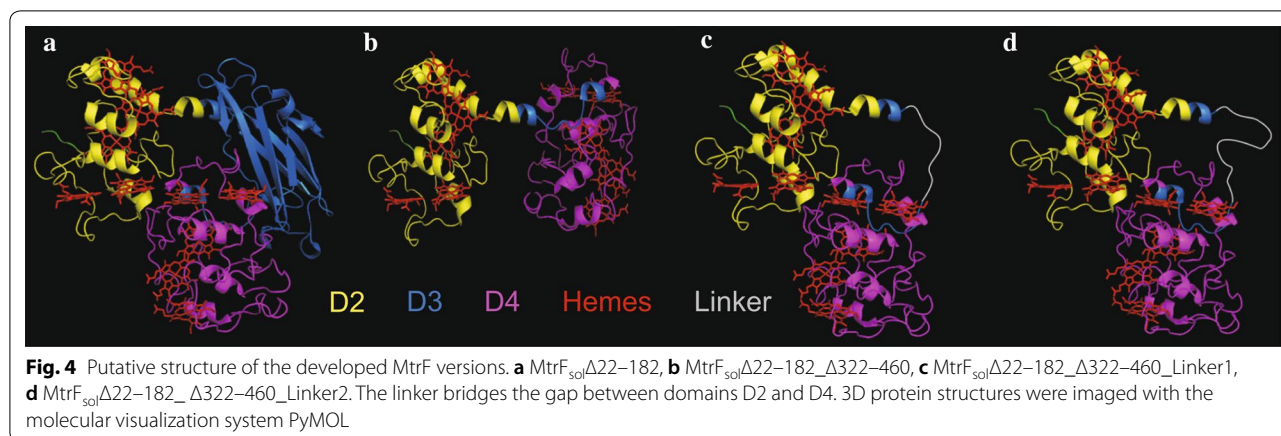 a b c d
D2 D3 D4 Hemes Linker
Fig. 4 Putative structure of the developed MtrF versions. a MtrFsolΔ22–182, b MtrFsolΔ22–182_Δ322–460, c MtrFsolΔ22–182_Δ322–460_Linker1,
d MtrFsolΔ22–182_ Δ322–460_Linker2. The linker bridges the gap between domains D2 and D4. 3D protein structures were imaged with the
molecular visualization system PyMOL